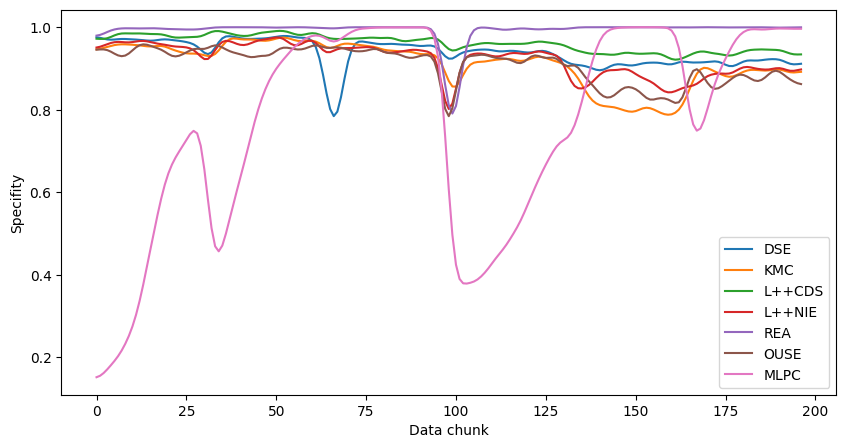 1.0
0.8
0.6
0.4
0.2
Specifity
0 25 50 75 100 125 150 175 200
Data chunk
DSE
KMC
L++CDS
L++NIE
REA
OUSE
MLPC